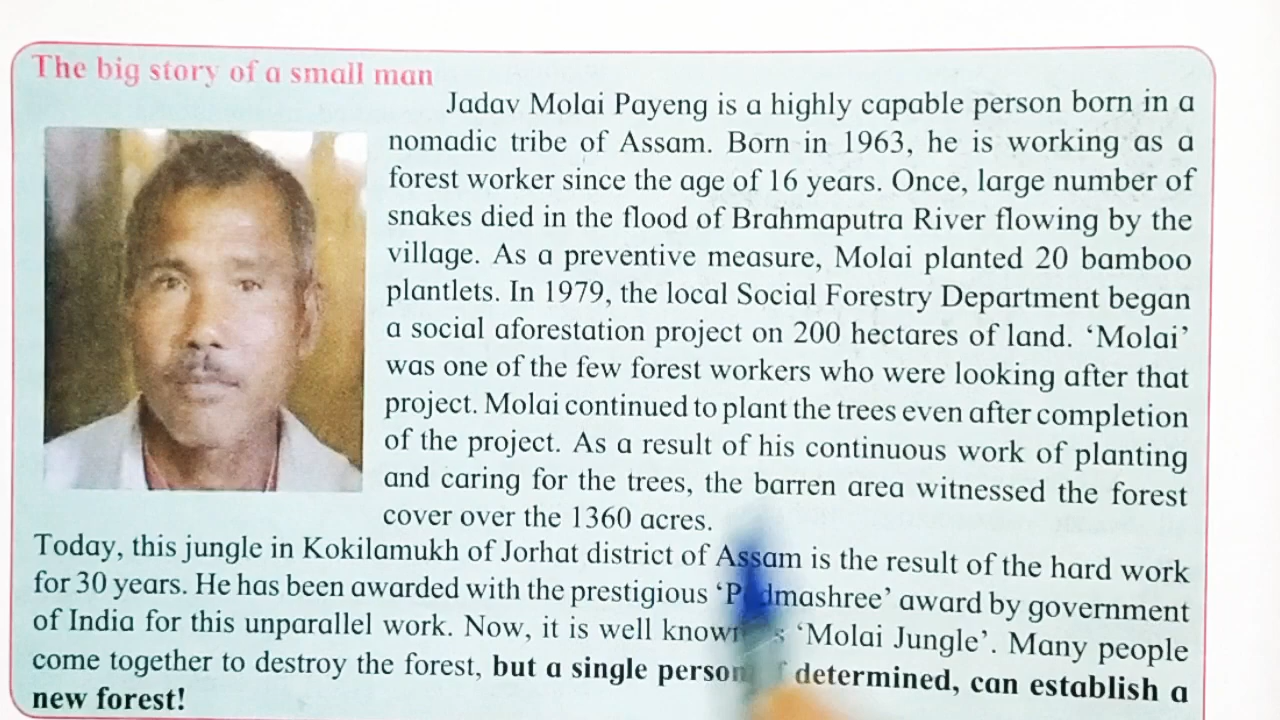 The big story of a small man
Jadav Molai Payeng is a highly capable person born in a
nomadic tribe of Assam. Born in 1963, he is working as a
forest worker since the age of 16 years. Once, large number of
snakes died in the flood of Brahmaputra River flowing by the
village. As a preventive measure, Molai planted 20 bamboo
plantlets. In 1979, the local Social Forestry Department began
a social aforestation project on 200 hectares of land. ‘Molai’
was one of the few forest workers who were looking after that
project. Molai continued to plant the trees even after completion
of the project. As a result of his continuous work of planting
and caring for the trees, the barren area witnessed the forest
cover over the 1360 acres.
Today, this jungle in Kokilamukh of Jorhat district of Assam is the result of the hard work
for 30 years. He has been awarded with the prestigious ‘Padmashree’ award by government
of India for this unparallel work. Now, it is well known ‘Molai Jungle’. Many people
come together to destroy the forest, but a single person determined, can establish a
new forest!